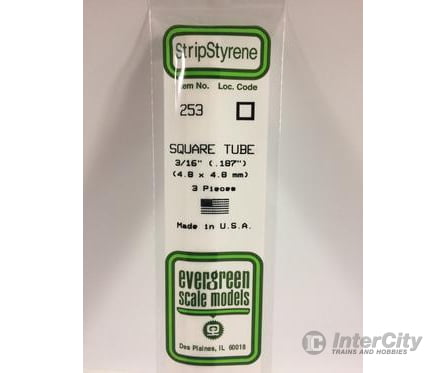 StripStyrene
Item No. Loc. Code
253
SQUARE TUBE
3/16" (.187")
(4.8 x 4.8 mm)
3 Pieces
Made in U.S.A.
evergreen
scale models
Des Plaines, IL 60018
InterCity
TRAINS AND HOBBIES